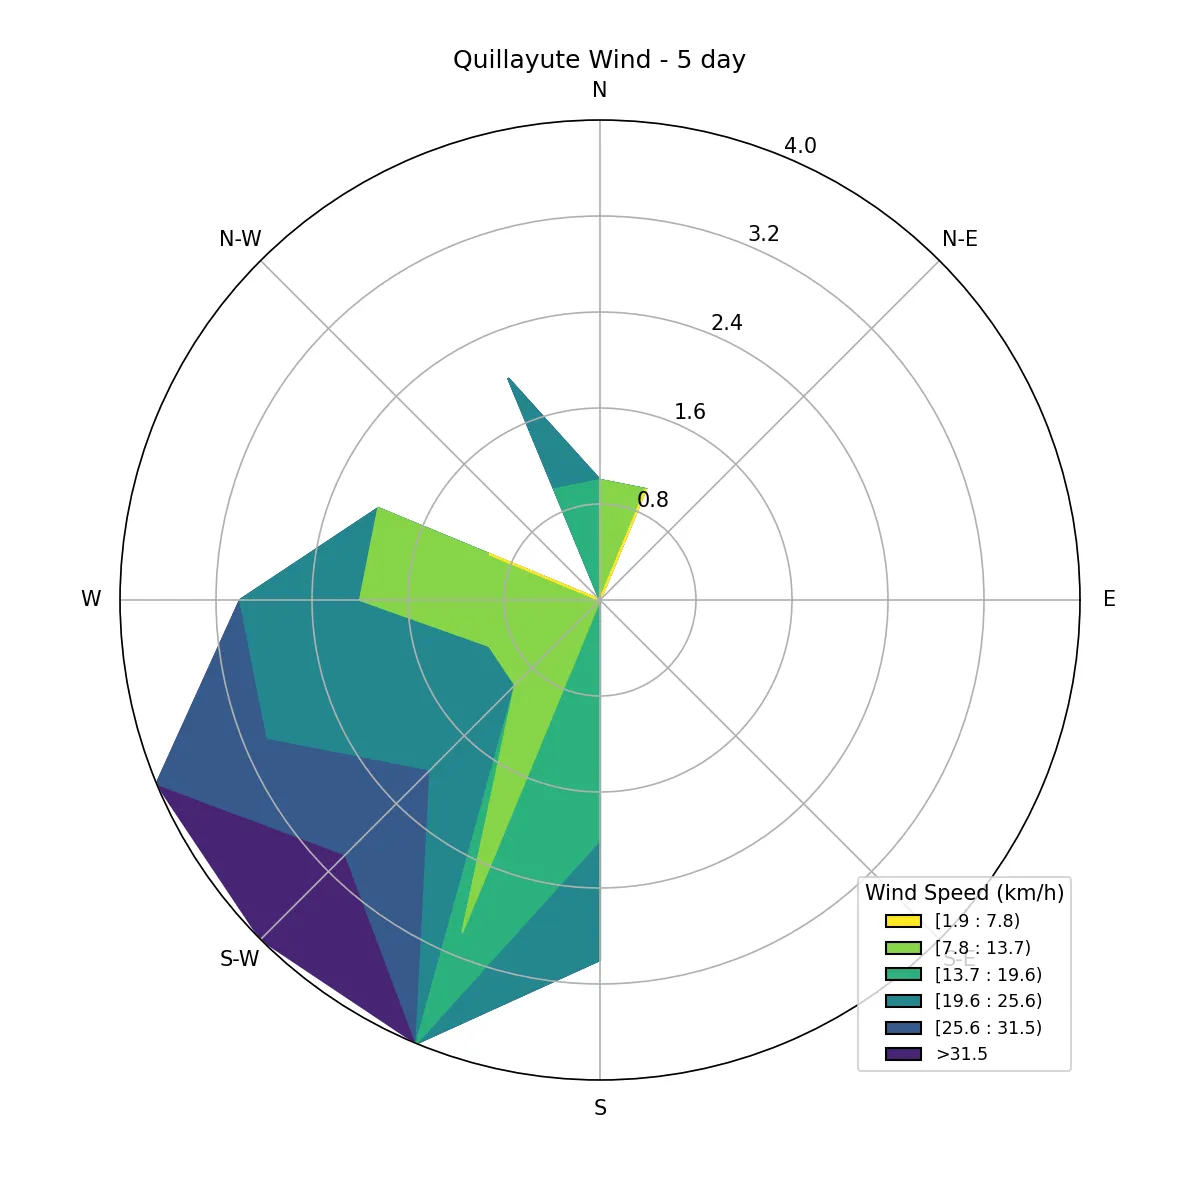 Quillayute Wind - 5 day
N
4.0
3.2
N-W
N-E
2.4
1.6
0.8
W
E
Wind Speed (km/h)
[1.9 : 7.8)
[7.8 : 13.7)
[13.7 : 19.6)
[19.6 : 25.6)
[25.6 : 31.5)
>31.5
S-W
S-E
S